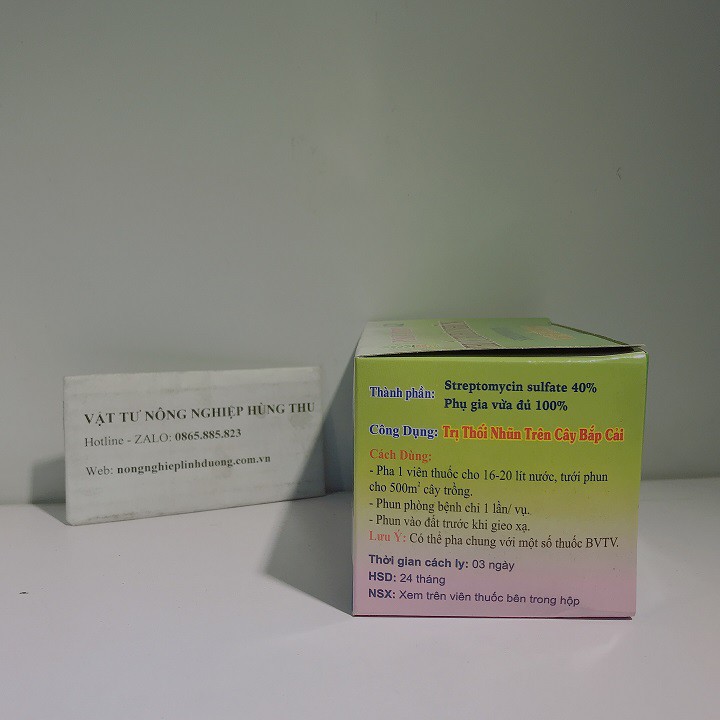 VẬT TƯ NÔNG NGHIỆP HÙNG THU
Hotline - ZALO: 0865.885.823
Web: nongnghieplinhduong.com.vn
Thành phần: Streptomycin sulfate 40%
Phụ gia vừa đủ 100%
Công Dụng: Trị Thối Nhũn Trên Cây Bắp Cải
Cách Dùng:
- Pha 1 viên thuốc cho 16-20 lít nước, tưới phun
cho 500m² cây trồng.
- Phun phòng bệnh chỉ 1 lần/ vụ.
- Phun vào đất trước khi gieo xạ.
Lưu Ý: Có thể pha chung với một số thuốc BVTV.
Thời gian cách ly: 03 ngày
HSD: 24 tháng
NSX: Xem trên viên thuốc bên trong hộp